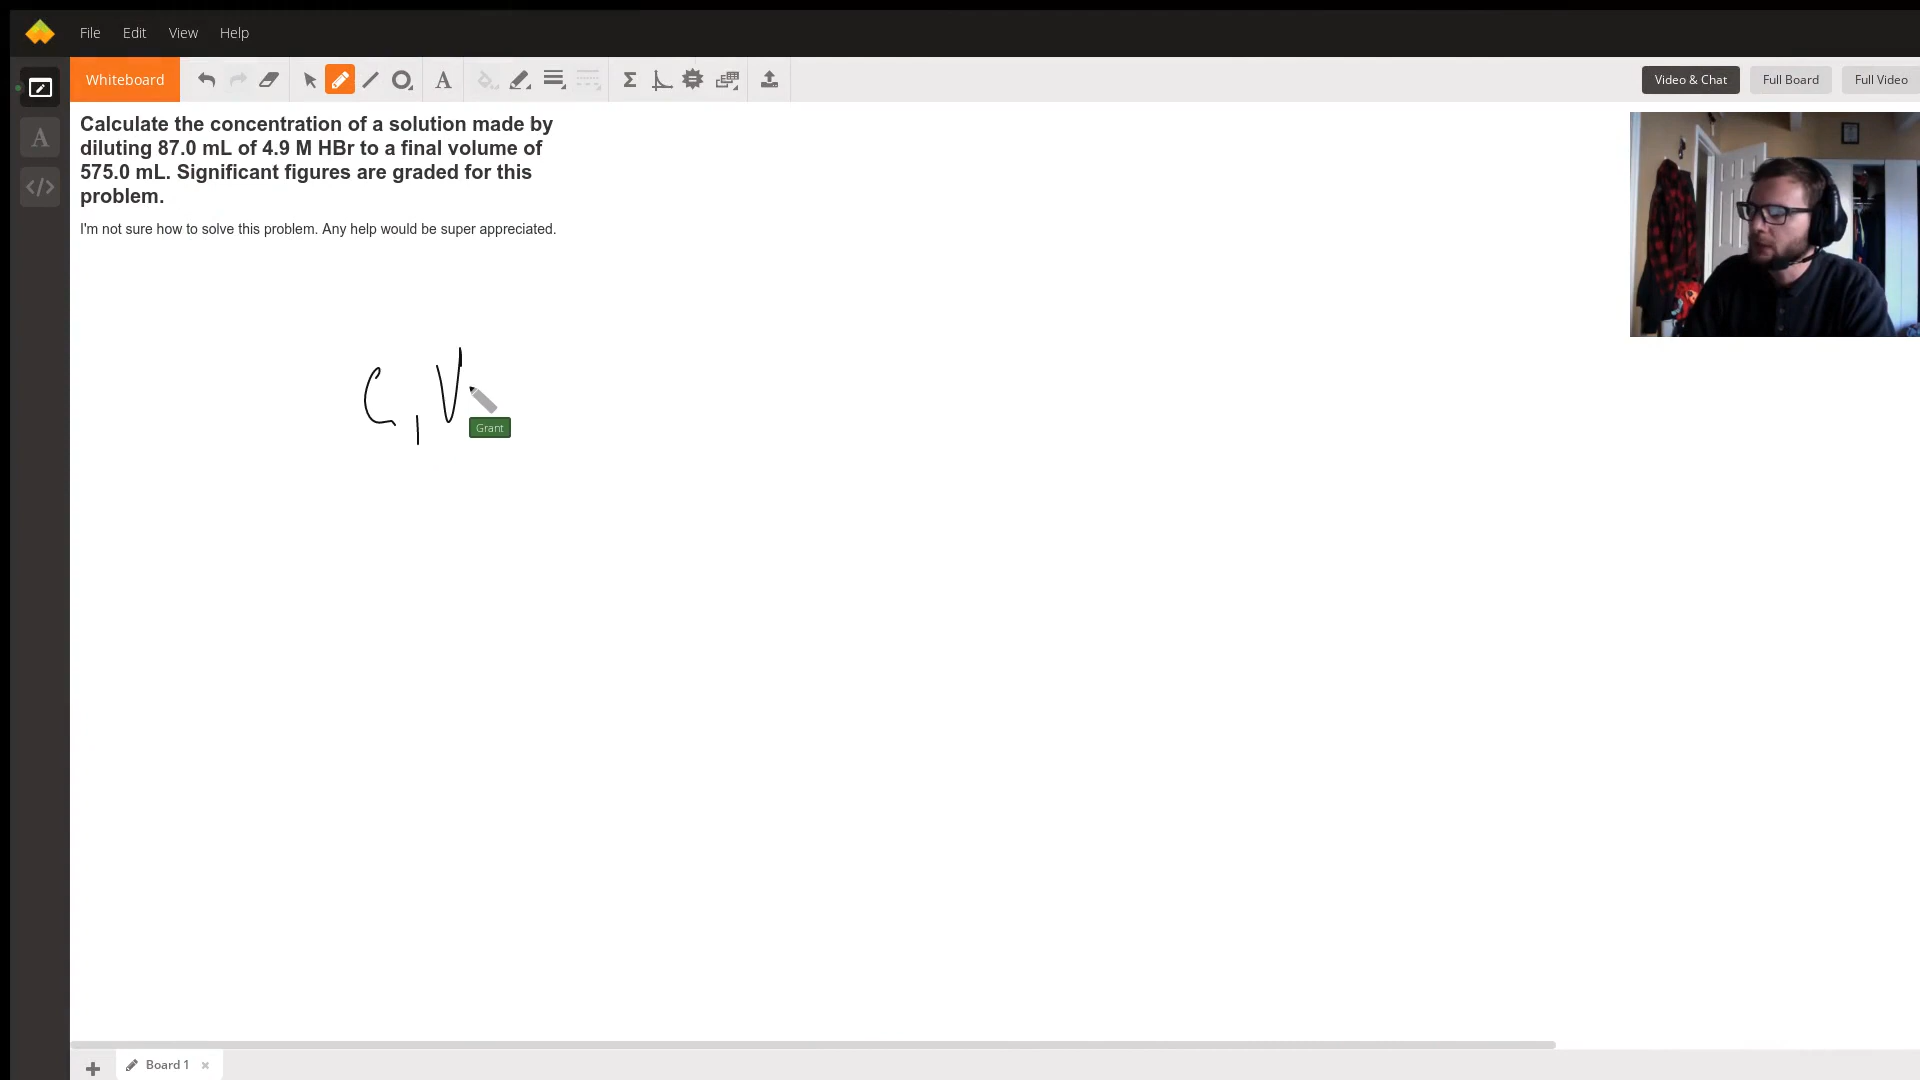 File Edit View Help
Whiteboard A Σ Video & Chat Full Board Full Video
A
</>
Calculate the concentration of a solution made by
diluting 87.0 mL of 4.9 M HBr to a final volume of
575.0 mL. Significant figures are graded for this
problem.
I'm not sure how to solve this problem. Any help would be super appreciated.
C₁V
Grant
+ Board 1 ×